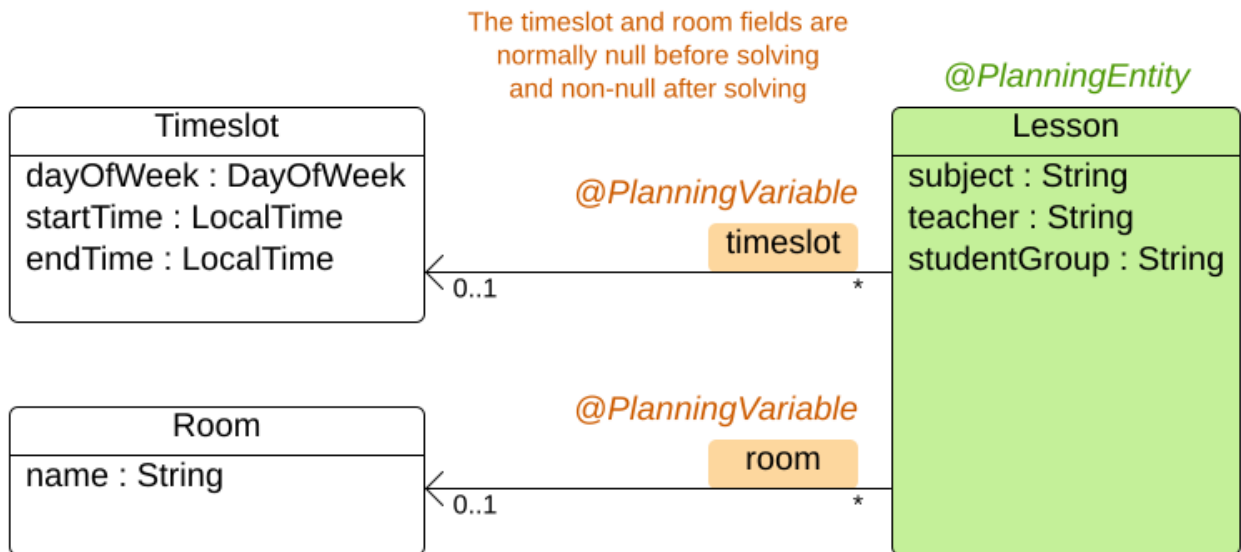 The timeslot and room fields are
normally null before solving
and non-null after solving
@PlanningEntity
Timeslot
dayOfWeek : DayOfWeek
startTime : LocalTime
endTime : LocalTime
@PlanningVariable
timeslot
0..1
*
Lesson
subject : String
teacher : String
studentGroup : String
Room
name : String
@PlanningVariable
room
0..1
*